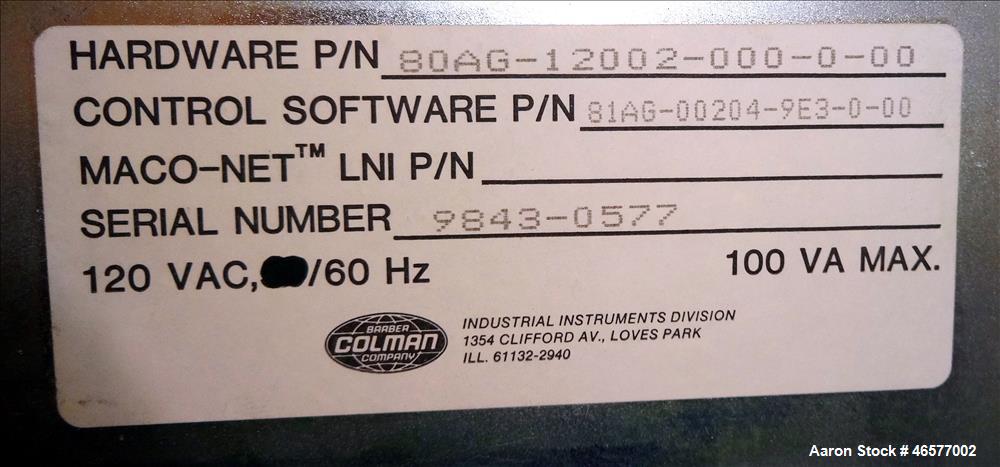 HARDWARE P/N 80AG-12002-000-0-00
CONTROL SOFTWARE P/N 81AG-00204-9E3-0-00
MACO-NET™ LNI P/N
SERIAL NUMBER 9843-0577
120 VAC, /60 Hz 100 VA MAX.
BARBER
COLMAN
COMPANY
INDUSTRIAL INSTRUMENTS DIVISION
1354 CLIFFORD AV., LOVES PARK
ILL. 61132-2940
Aaron Stock # 46577002